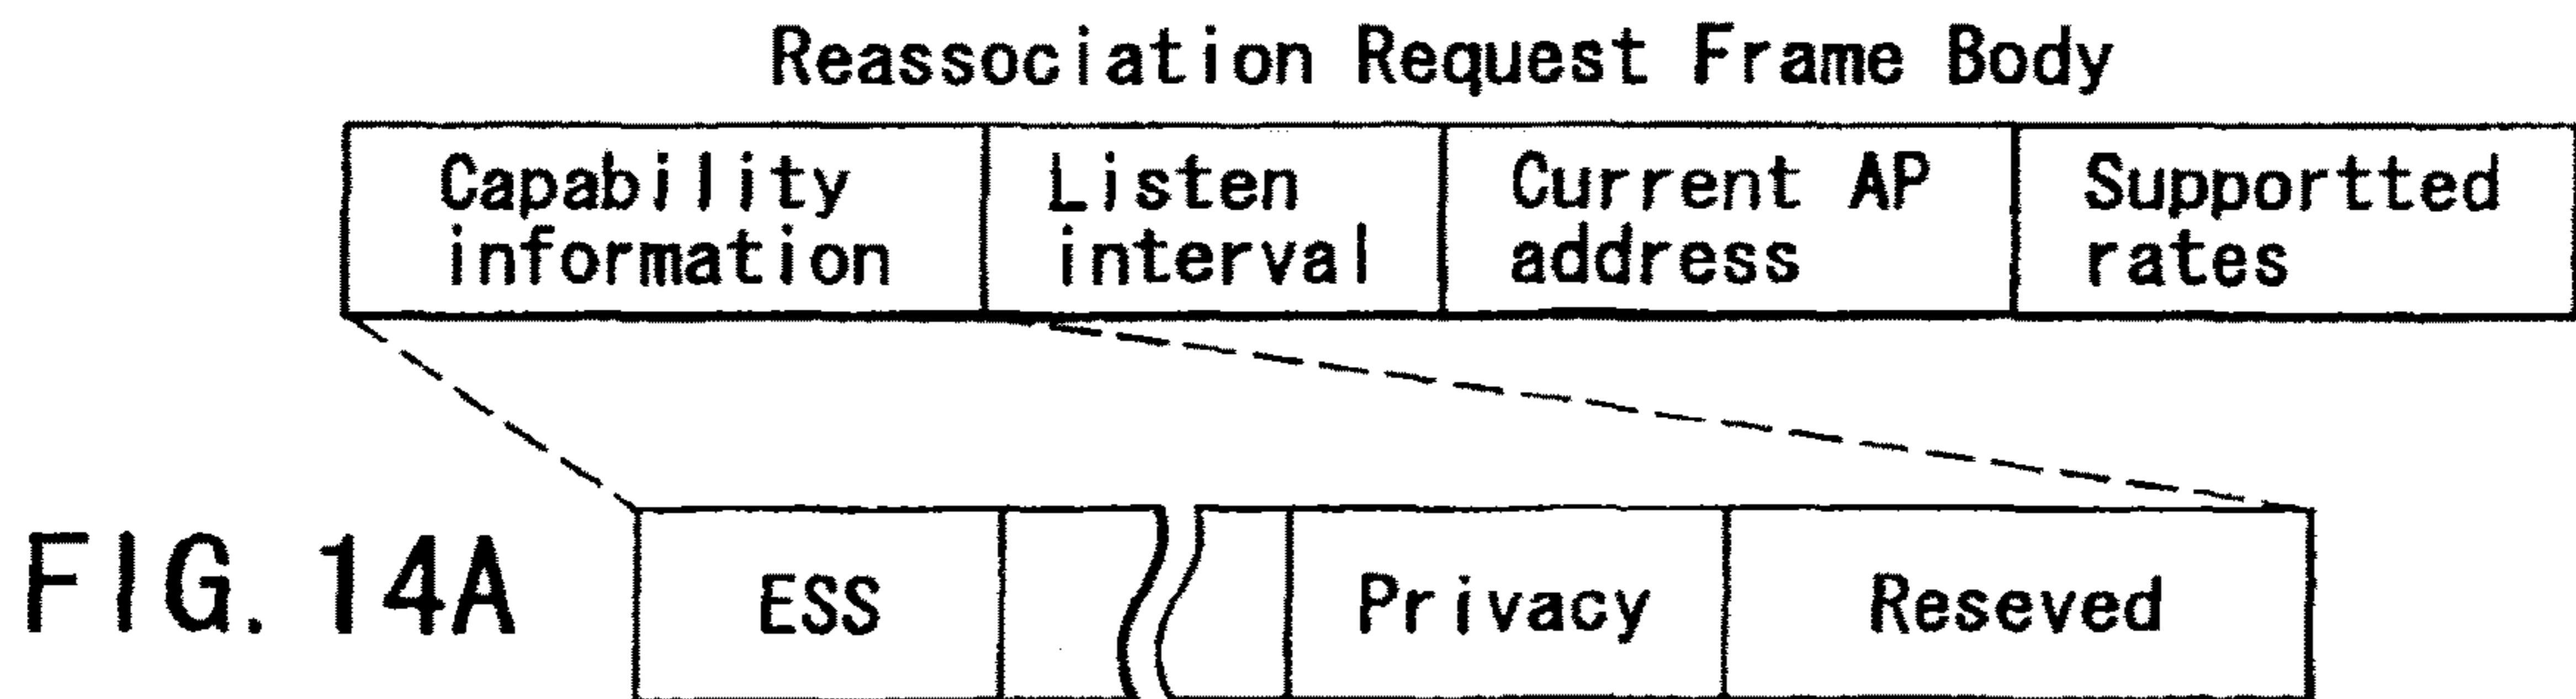 Reassociation Request Frame Body
Capability information
Listen interval
Current AP address
Supportted rates
FIG. 14A
ESS
Privacy
Reseved